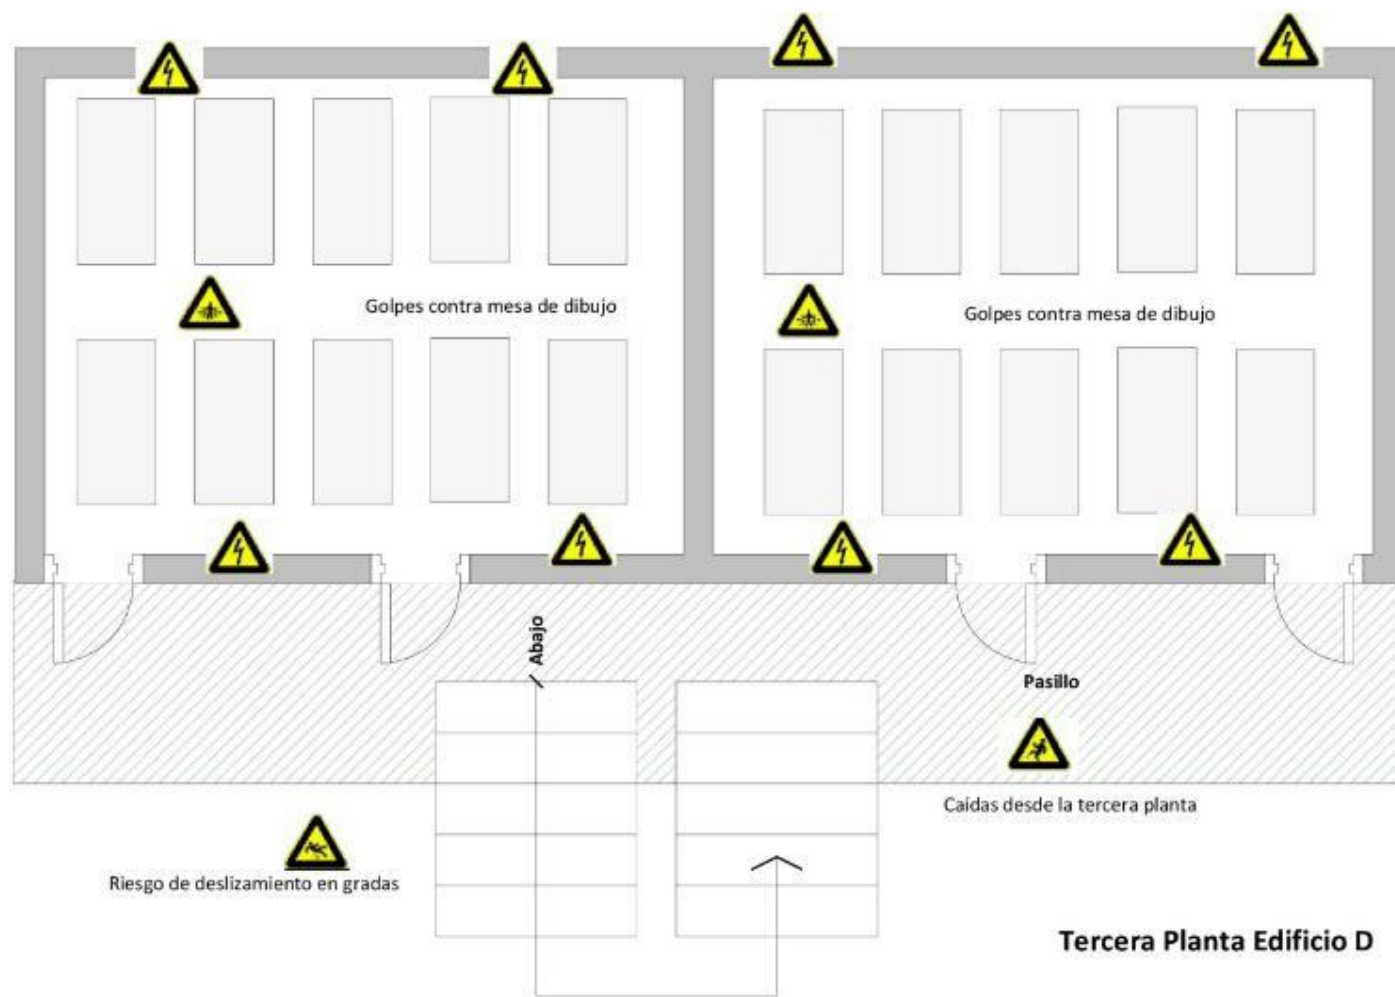 Golpes contra mesa de dibujo
Golpes contra mesa de dibujo
Abajo
Pasillo
Caídas desde la tercera planta
Riesgo de deslizamiento en gradas
Tercera Planta Edificio D